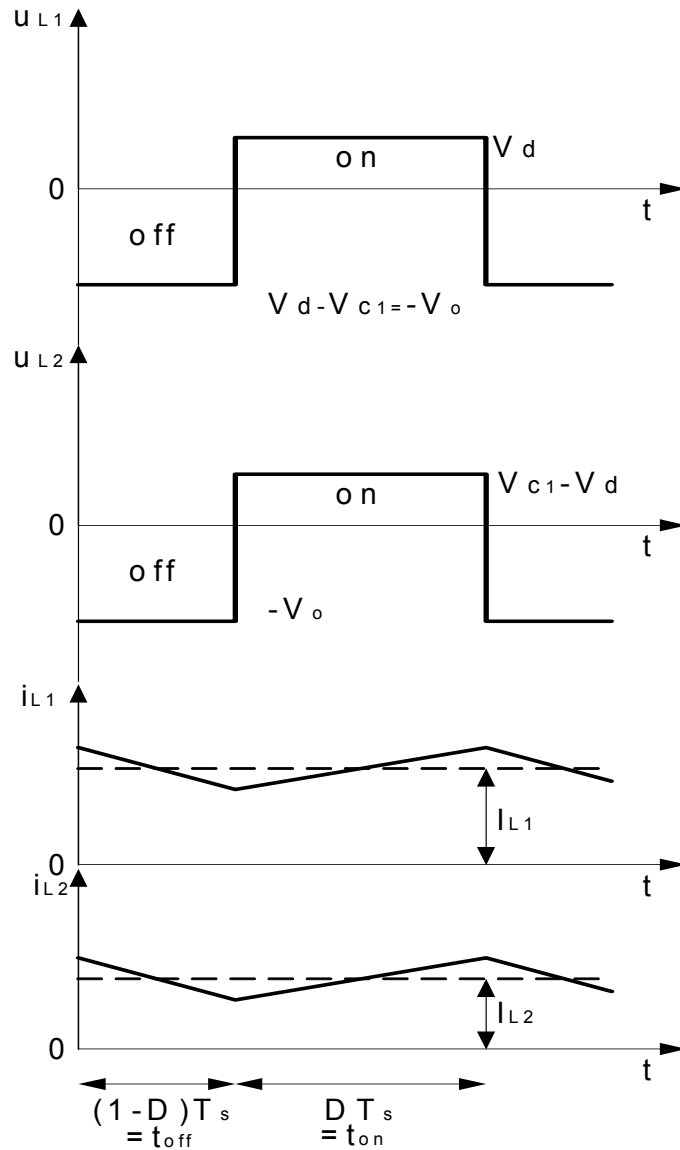 u L1
V d
on
0
t
off
V d - V c1 = - V o
u L2
V c1 - V d
on
0
t
off
- V o
i L1
I L1
0
t
i L2
I L2
0
t
(1 - D) T s
= t off
D T s
= t on